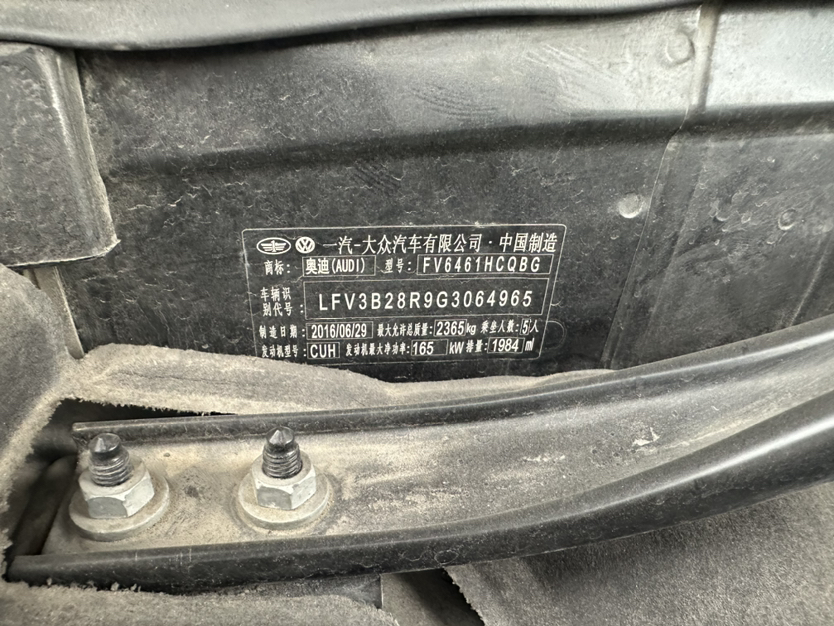 一汽-大众汽车有限公司·中国制造
商标: 奥迪(AUDI) 型号: FV6461HCQBG
车辆识别代号: LFV3B28R9G3064965
制造日期: 2016/06/29 最大允许总质量: 2365kg 乘坐人数: 5人
发动机型号: CUH 发动机最大净功率: 165 kW 排量: 1984 ml